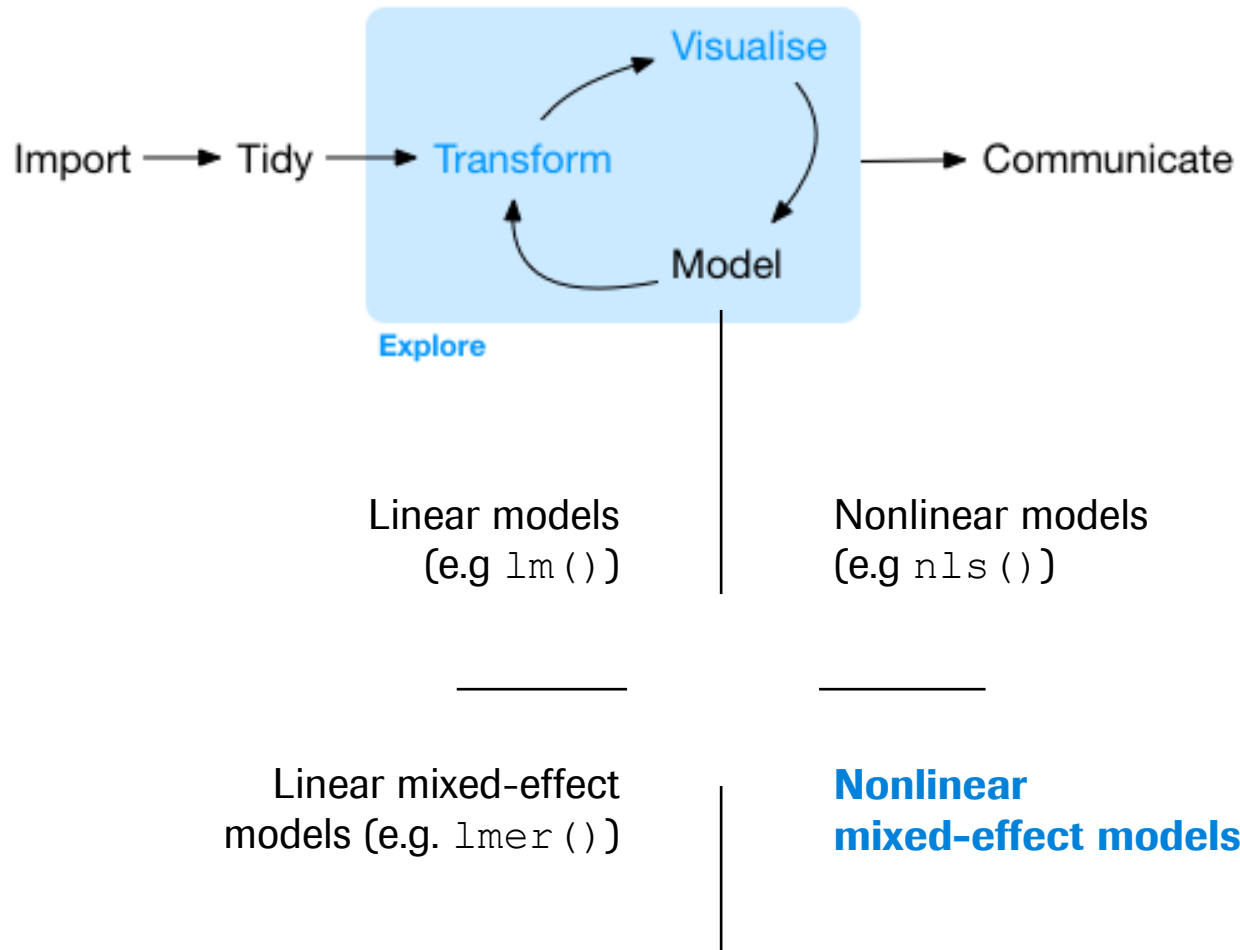 Visualise
Import
Tidy
Transform
Communicate
Model
Explore
Linear models
(e.g lm())
Nonlinear models
(e.g nls())
Linear mixed-effect
models (e.g. lmer())
Nonlinear
mixed-effect models